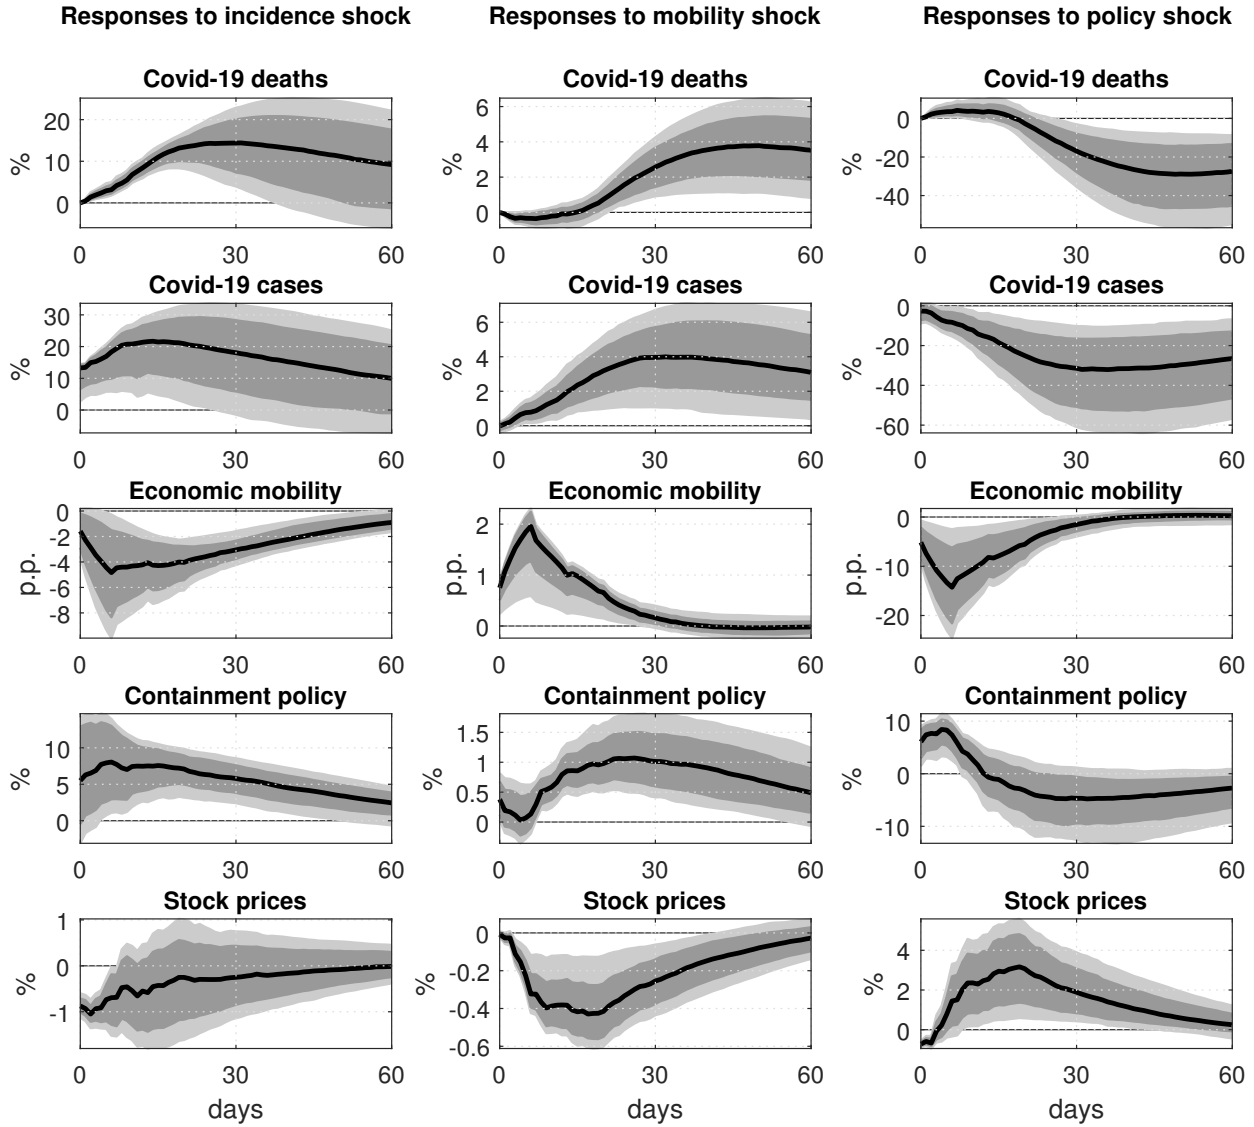 Responses to incidence shock Responses to mobility shock Responses to policy shock
Covid-19 deaths Covid-19 deaths Covid-19 deaths
20
10
0
%
0 30 60
6
4
2
0
%
0 30 60
0
-20
-40
%
0 30 60
Covid-19 cases Covid-19 cases Covid-19 cases
30
20
10
0
%
0 30 60
6
4
2
0
%
0 30 60
0
-20
-40
-60
%
0 30 60
Economic mobility Economic mobility Economic mobility
0
-2
-4
-6
-8
p.p.
0 30 60
2
1
0
p.p.
0 30 60
0
-10
-20
p.p.
0 30 60
Containment policy Containment policy Containment policy
10
5
0
%
0 30 60
1.5
1
0.5
0
%
0 30 60
10
0
-10
%
0 30 60
Stock prices Stock prices Stock prices
1
0
-1
%
0 30 60
days
0
-0.2
-0.4
-0.6
%
0 30 60
days
4
2
0
%
0 30 60
days